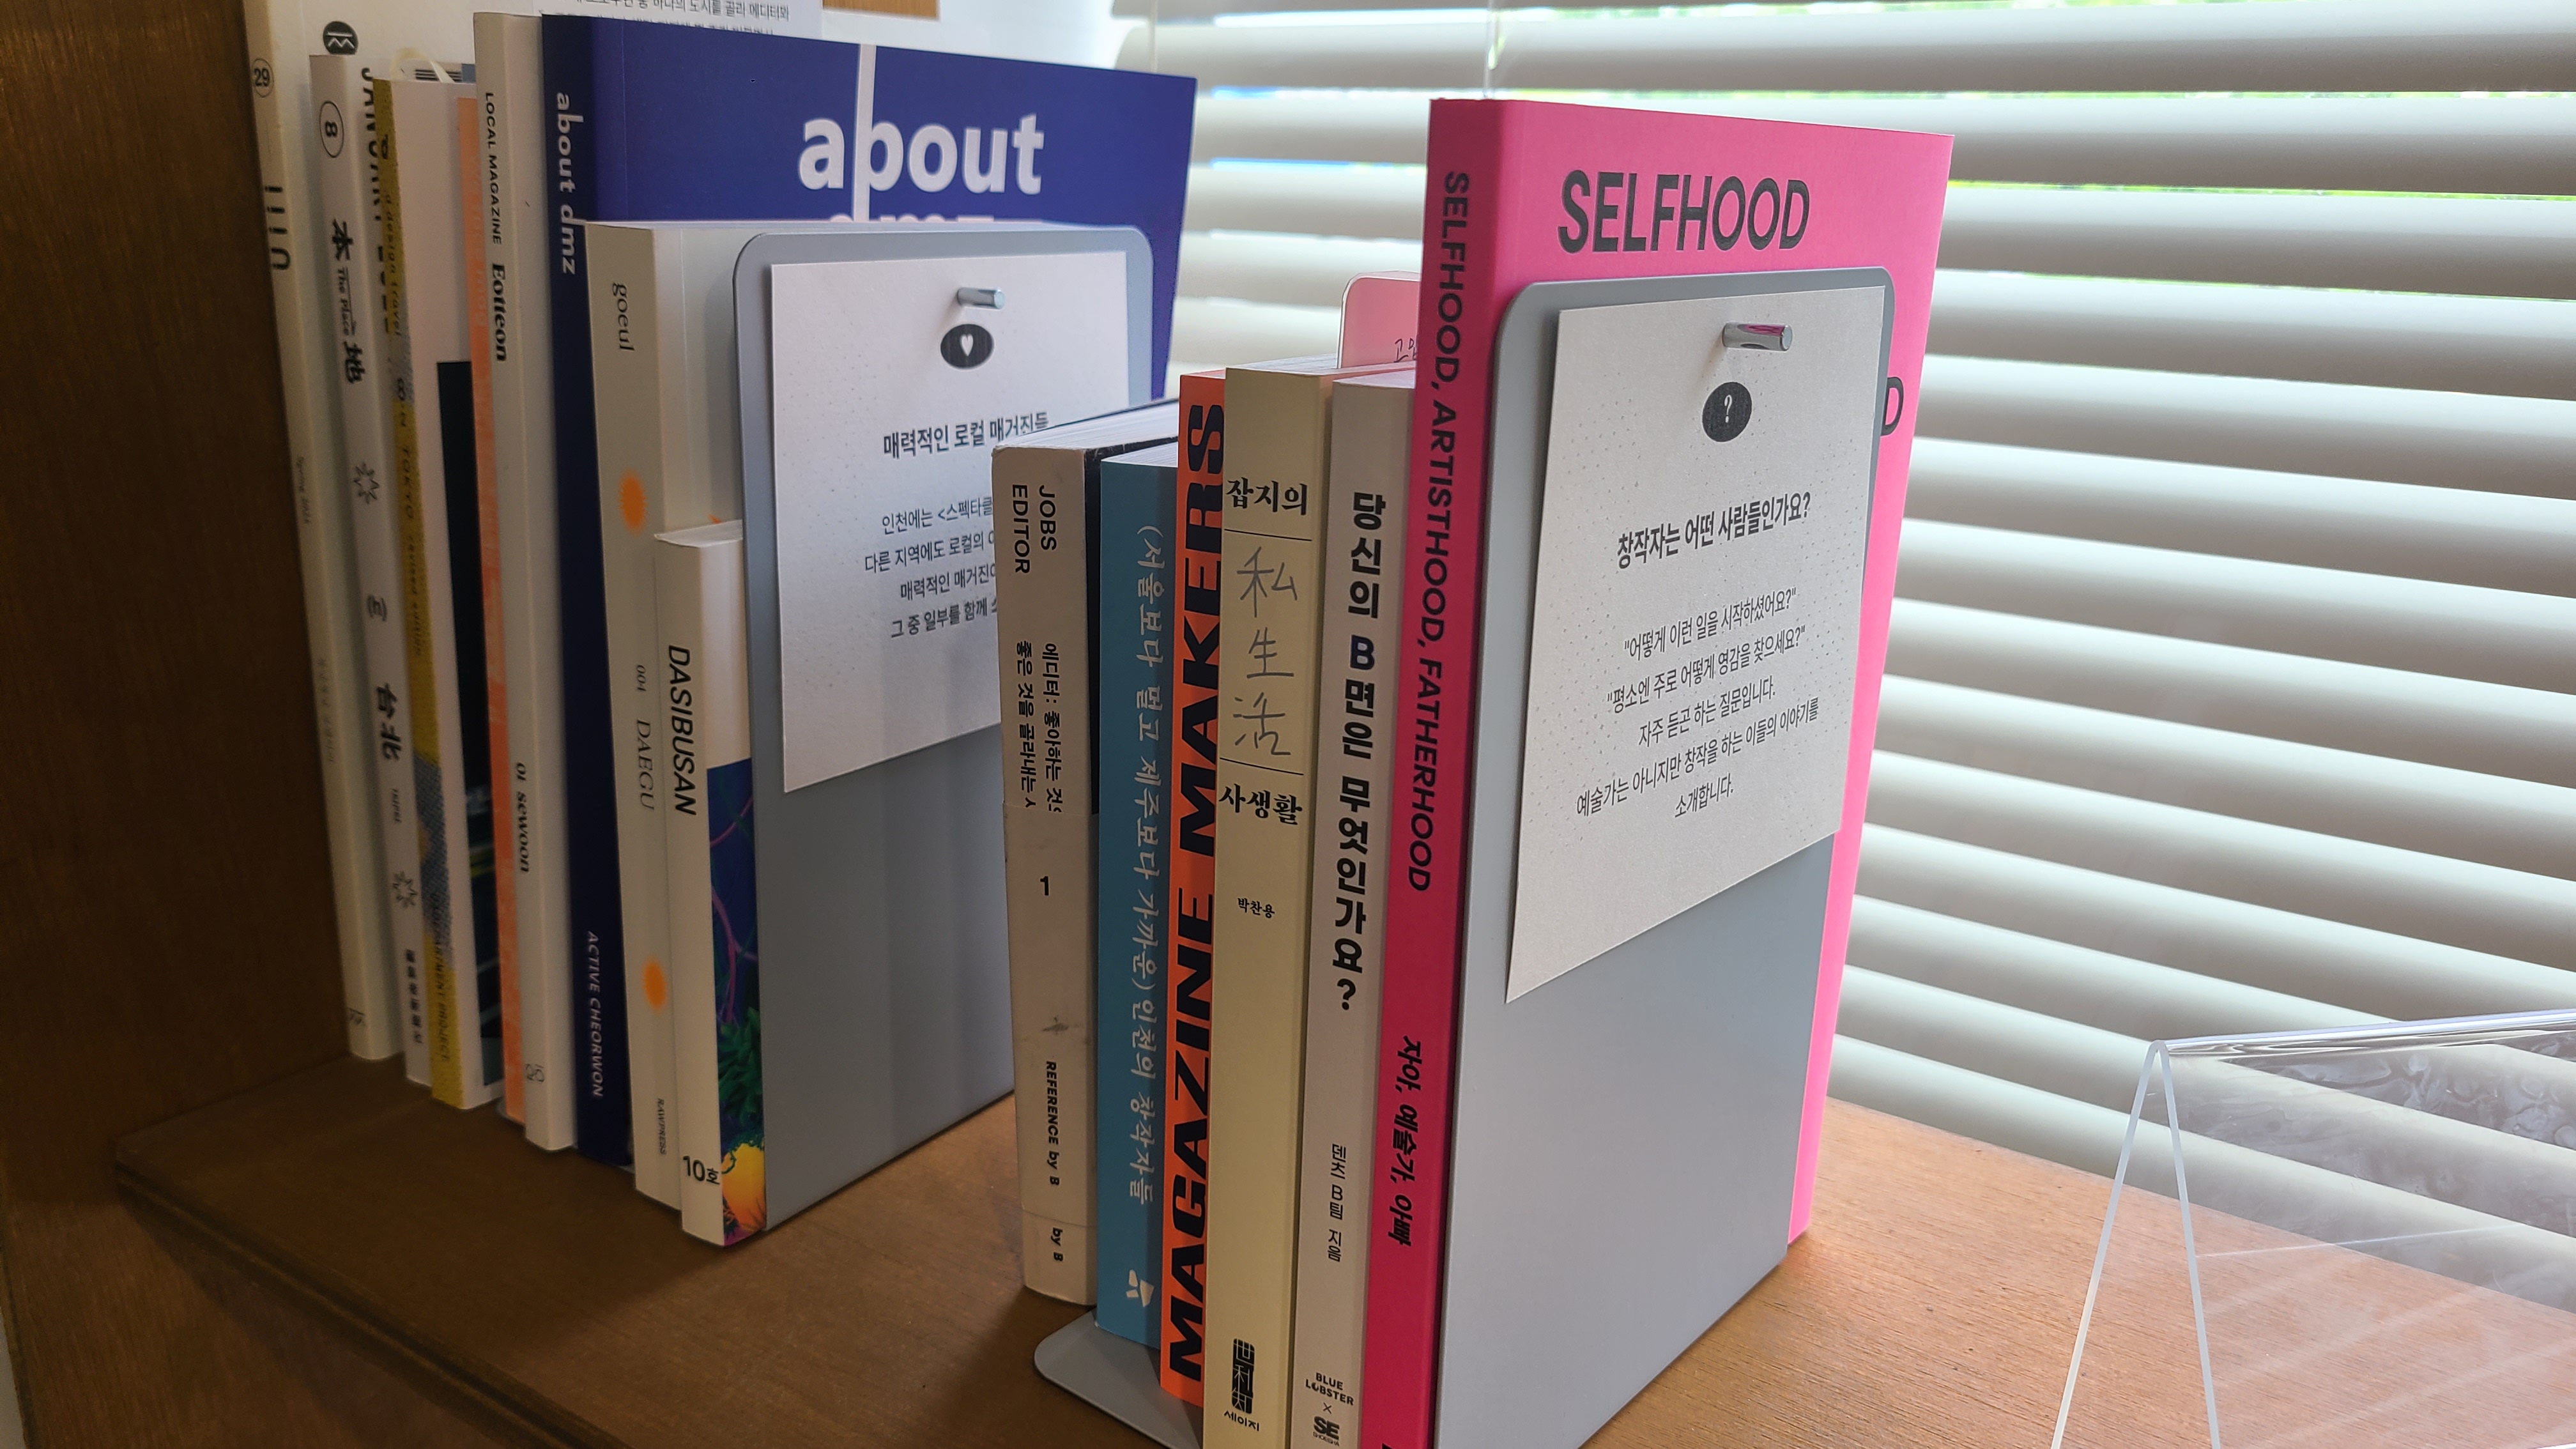 29
Spring 2024
8
本
The Place
地
台北
a design travel
TOKYO
revised edition
LOCAL MAGAZINE
Eotteon
01 sewoon
about dmz
ACTIVE CHEORWON
about
goeul
004 DAEGU
RAWPRESS
DASIBUSAN
10호
매력적인 로컬 매거진들
인천에는 <스펙타클
다른 지역에도 로컬의
매력적인
그 중 일부를 함께
JOBS
EDITOR
에디터: 좋아하는
좋은 것을 골라내는
1
REFERENCE by B
by B
(서울보다 멀고 제주보다 가까운) 인천의 창작자들
MAGAZINE MAKERS
잡지의
私生活
사생활
박찬용
세이지
당신의 B면은 무엇인가요?
덴츠 B팀 지음
BLUE
LOBSTER
×
SE
SELFHOOD, ARTISTHOOD, FATHERHOOD
자아, 예술가, 아빠
SELFHOOD
D
?
창작자는 어떤 사람들인가요?
"어떻게 이런 일을 시작하셨어요?"
"평소엔 주로 어떻게 영감을 찾으세요?"
자주 듣곤 하는 질문입니다.
예술가는 아니지만 창작을 하는 이들의 이야기를
소개합니다.